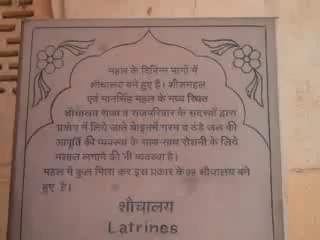 महल के विभिन्न भागों में
शौचालय बने हुए हैं। शीशमहल
एवं मानसिंह महल के मध्य स्थित
शौचालय राजा व राजपरिवार के सदस्यों द्वारा
प्रयोग में लिये जाते थे। इनमें गरम व ठंडे जल की
आपूर्ति की व्यवस्था के साथ-साथ रोशनी के लिये
मशाल लगाने की भी व्यवस्था है।
महल में कुल मिला कर इस प्रकार के 99 शौचालय बने
हुए हैं।
शौचालय
Latrines